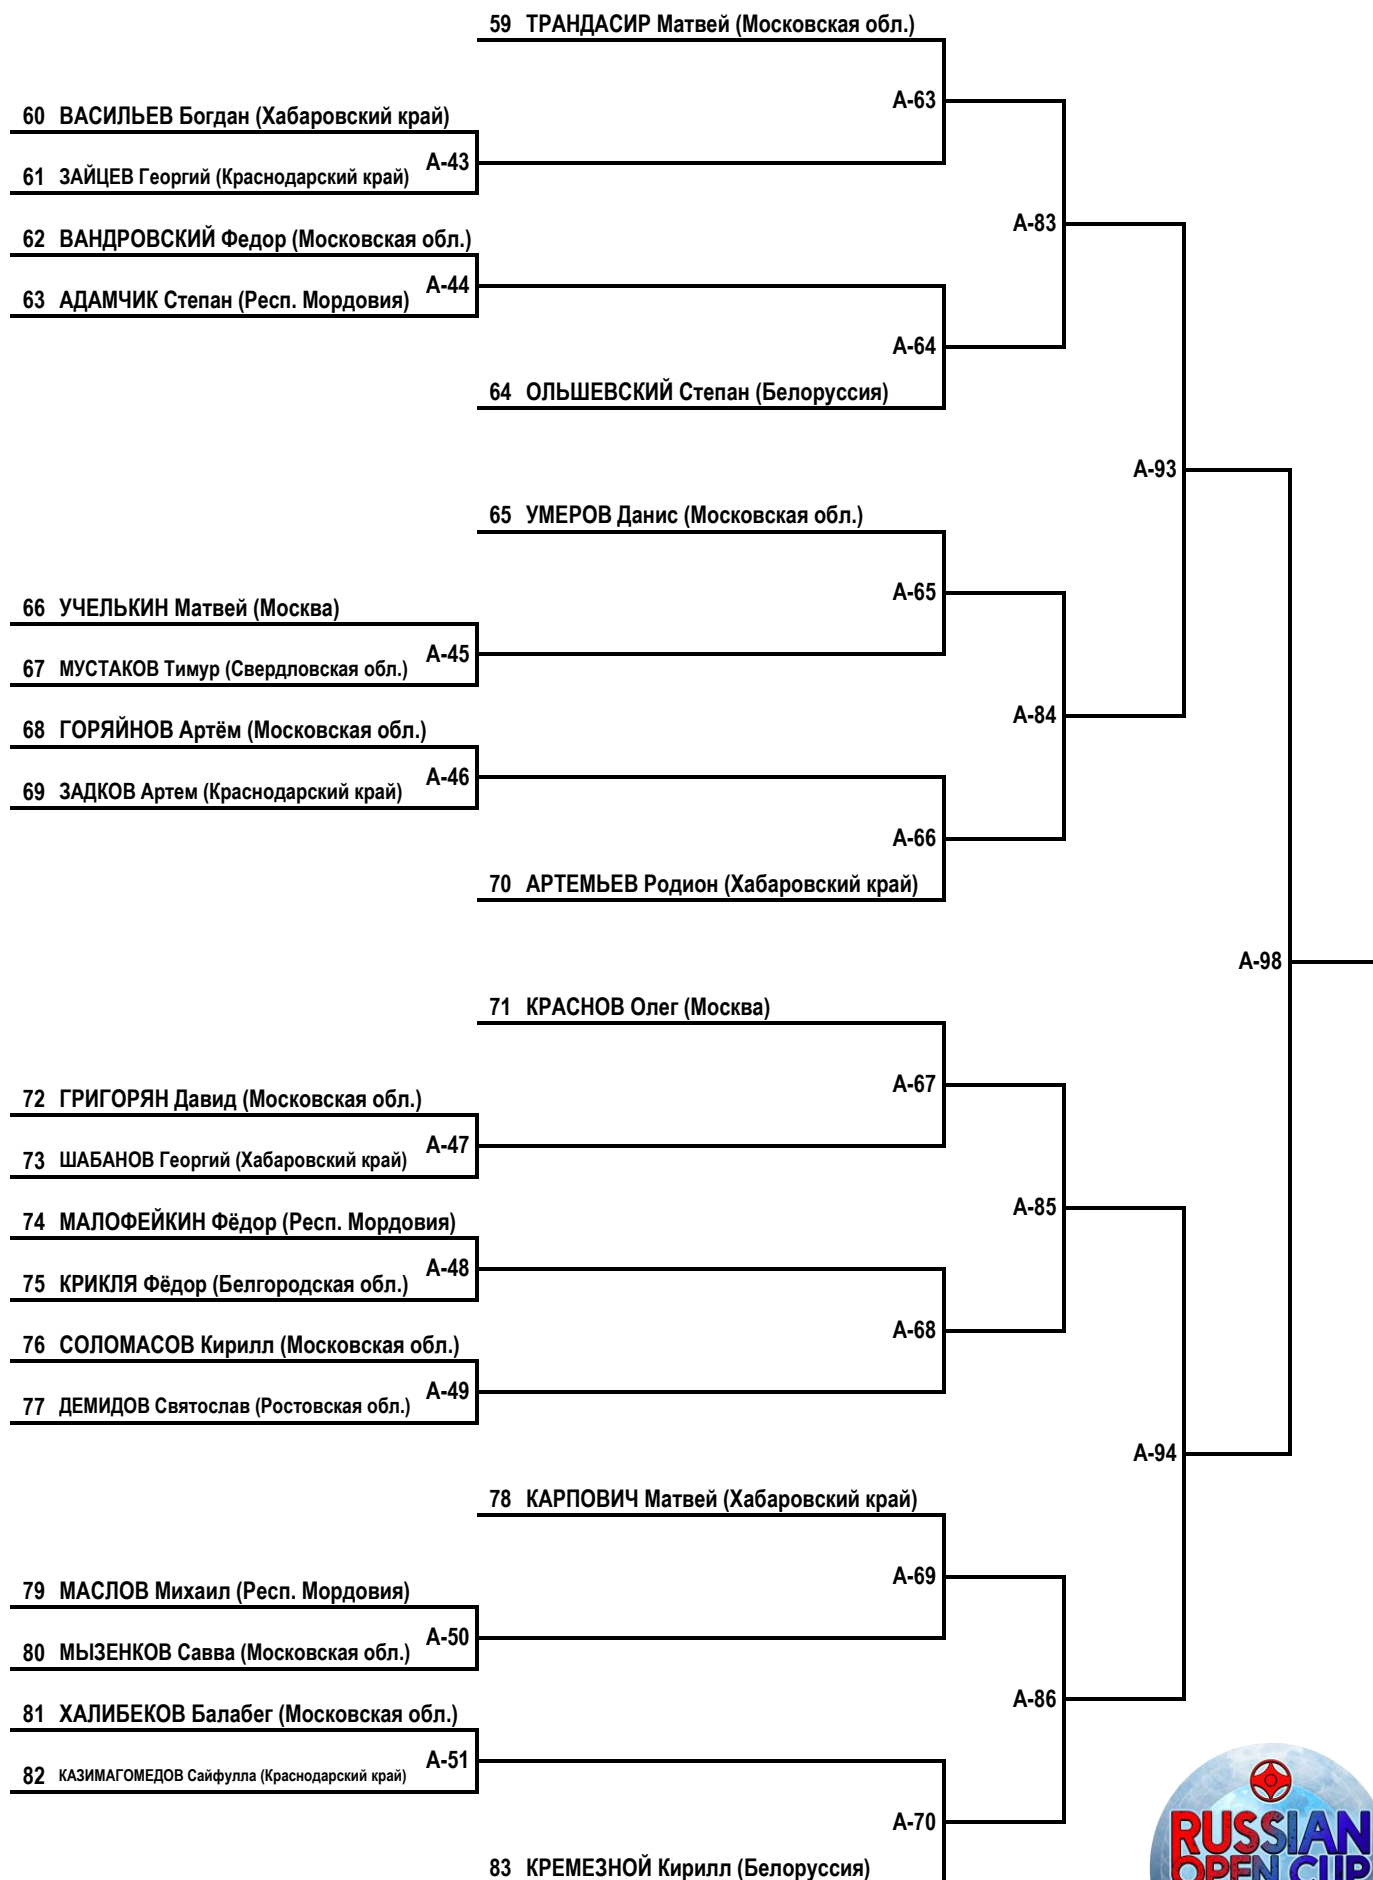 59 ТРАНДАСИР Матвей (Московская обл.)
А-63
60 ВАСИЛЬЕВ Богдан (Хабаровский край)
А-43
61 ЗАЙЦЕВ Георгий (Краснодарский край)
А-83
62 ВАНДРОВСКИЙ Федор (Московская обл.)
А-44
63 АДАМЧИК Степан (Респ. Мордовия)
А-64
64 ОЛЬШЕВСКИЙ Степан (Белоруссия)
А-93
65 УМЕРОВ Данис (Московская обл.)
А-65
66 УЧЕЛЬКИН Матвей (Москва)
А-45
67 МУСТАКОВ Тимур (Свердловская обл.)
А-84
68 ГОРЯЙНОВ Артём (Московская обл.)
А-46
69 ЗАДКОВ Артем (Краснодарский край)
А-66
70 АРТЕМЬЕВ Родион (Хабаровский край)
А-98
71 КРАСНОВ Олег (Москва)
А-67
72 ГРИГОРЯН Давид (Московская обл.)
А-47
73 ШАБАНОВ Георгий (Хабаровский край)
А-85
74 МАЛОФЕЙКИН Фёдор (Респ. Мордовия)
А-48
75 КРИКЛЯ Фёдор (Белгородская обл.)
А-68
76 СОЛОМАСОВ Кирилл (Московская обл.)
А-49
77 ДЕМИДОВ Святослав (Ростовская обл.)
А-94
78 КАРПОВИЧ Матвей (Хабаровский край)
А-69
79 МАСЛОВ Михаил (Респ. Мордовия)
А-50
80 МЫЗЕНКОВ Савва (Московская обл.)
А-86
81 ХАЛИБЕКОВ Балабег (Московская обл.)
А-51
82 КАЗИМАГОМЕДОВ Сайфулла (Краснодарский край)
А-70
83 КРЕМЕЗНОЙ Кирилл (Белоруссия)
RUSSIAN
OPEN CUP